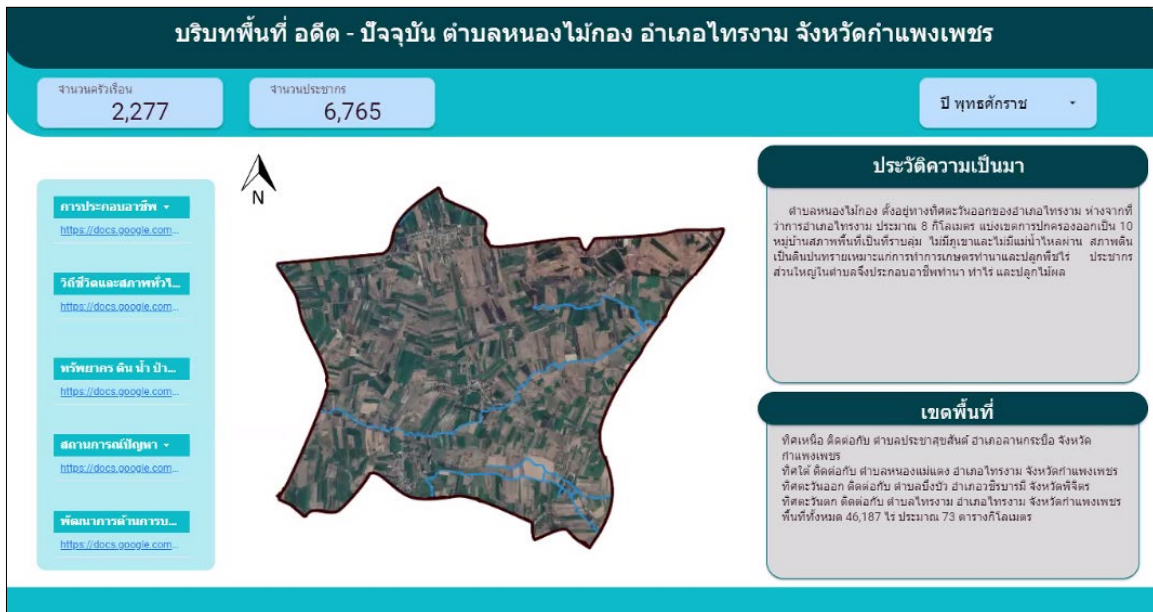 บริบทพื้นที่ อดีต - ปัจจุบัน ตำบลหนองไม้กอง อำเภอไทรงาม จังหวัดกำแพงเพชร
จำนวนครัวเรือน
2,277
จำนวนประชากร
6,765
ปี พุทธศักราช
N
การประกอบอาชีพ
https://docs.google.com...
วิถีชีวิตและสภาพทั่วไ...
https://docs.google.com...
ทรัพยากร ดิน น้ำ ป่า...
https://docs.google.com...
สถานการณ์ปัญหา
https://docs.google.com...
พัฒนาการด้านการบ...
https://docs.google.com...
ประวัติความเป็นมา
ตำบลหนองไม้กอง ตั้งอยู่ทางทิศตะวันออกของอำเภอไทรงาม ห่างจากที่
ว่าการอำเภอไทรงาม ประมาณ 8 กิโลเมตร แบ่งเขตการปกครองออกเป็น 10
หมู่บ้านสภาพพื้นที่เป็นที่ราบลุ่ม ไม่มีภูเขาและไม่มีแม่น้ำไหลผ่าน สภาพดิน
เป็นดินปนทรายเหมาะแก่การทำการเกษตรทำนาและปลูกพืชไร่ ประชากร
ส่วนใหญ่ในตำบลจึงประกอบอาชีพทำนา ทำไร่ และปลูกไม้ผล
เขตพื้นที่
ทิศเหนือ ติดต่อกับ ตำบลประชาสุขสันต์ อำเภอลานกระบือ จังหวัด
กำแพงเพชร
ทิศใต้ ติดต่อกับ ตำบลหนองแม่แตง อำเภอไทรงาม จังหวัดกำแพงเพชร
ทิศตะวันออก ติดต่อกับ ตำบลบึงบัว อำเภอวชิรบารมี จังหวัดพิจิตร
ทิศตะวันตก ติดต่อกับ ตำบลไทรงาม อำเภอไทรงาม จังหวัดกำแพงเพชร
พื้นที่ทั้งหมด 46,187 ไร่ ประมาณ 73 ตารางกิโลเมตร